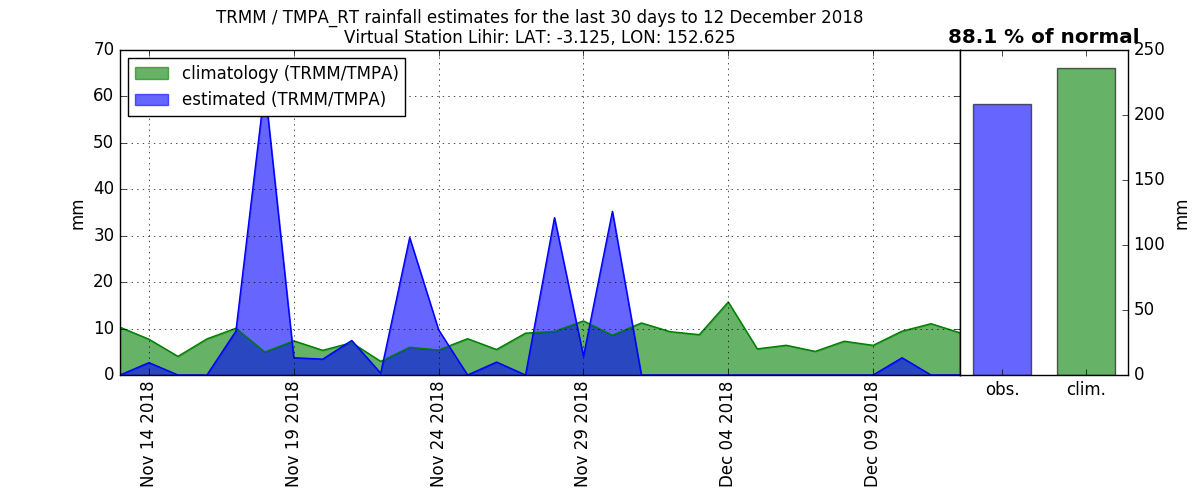 TRMM / TMPA_RT rainfall estimates for the last 30 days to 12 December 2018
Virtual Station Lihir: LAT: -3.125, LON: 152.625
88.1 % of normal
climatology (TRMM/TMPA)
estimated (TRMM/TMPA)
70
60
50
40
30
20
10
0
mm
Nov 14 2018
Nov 19 2018
Nov 24 2018
Nov 29 2018
Dec 04 2018
Dec 09 2018
250
200
150
100
50
0
mm
obs.
clim.